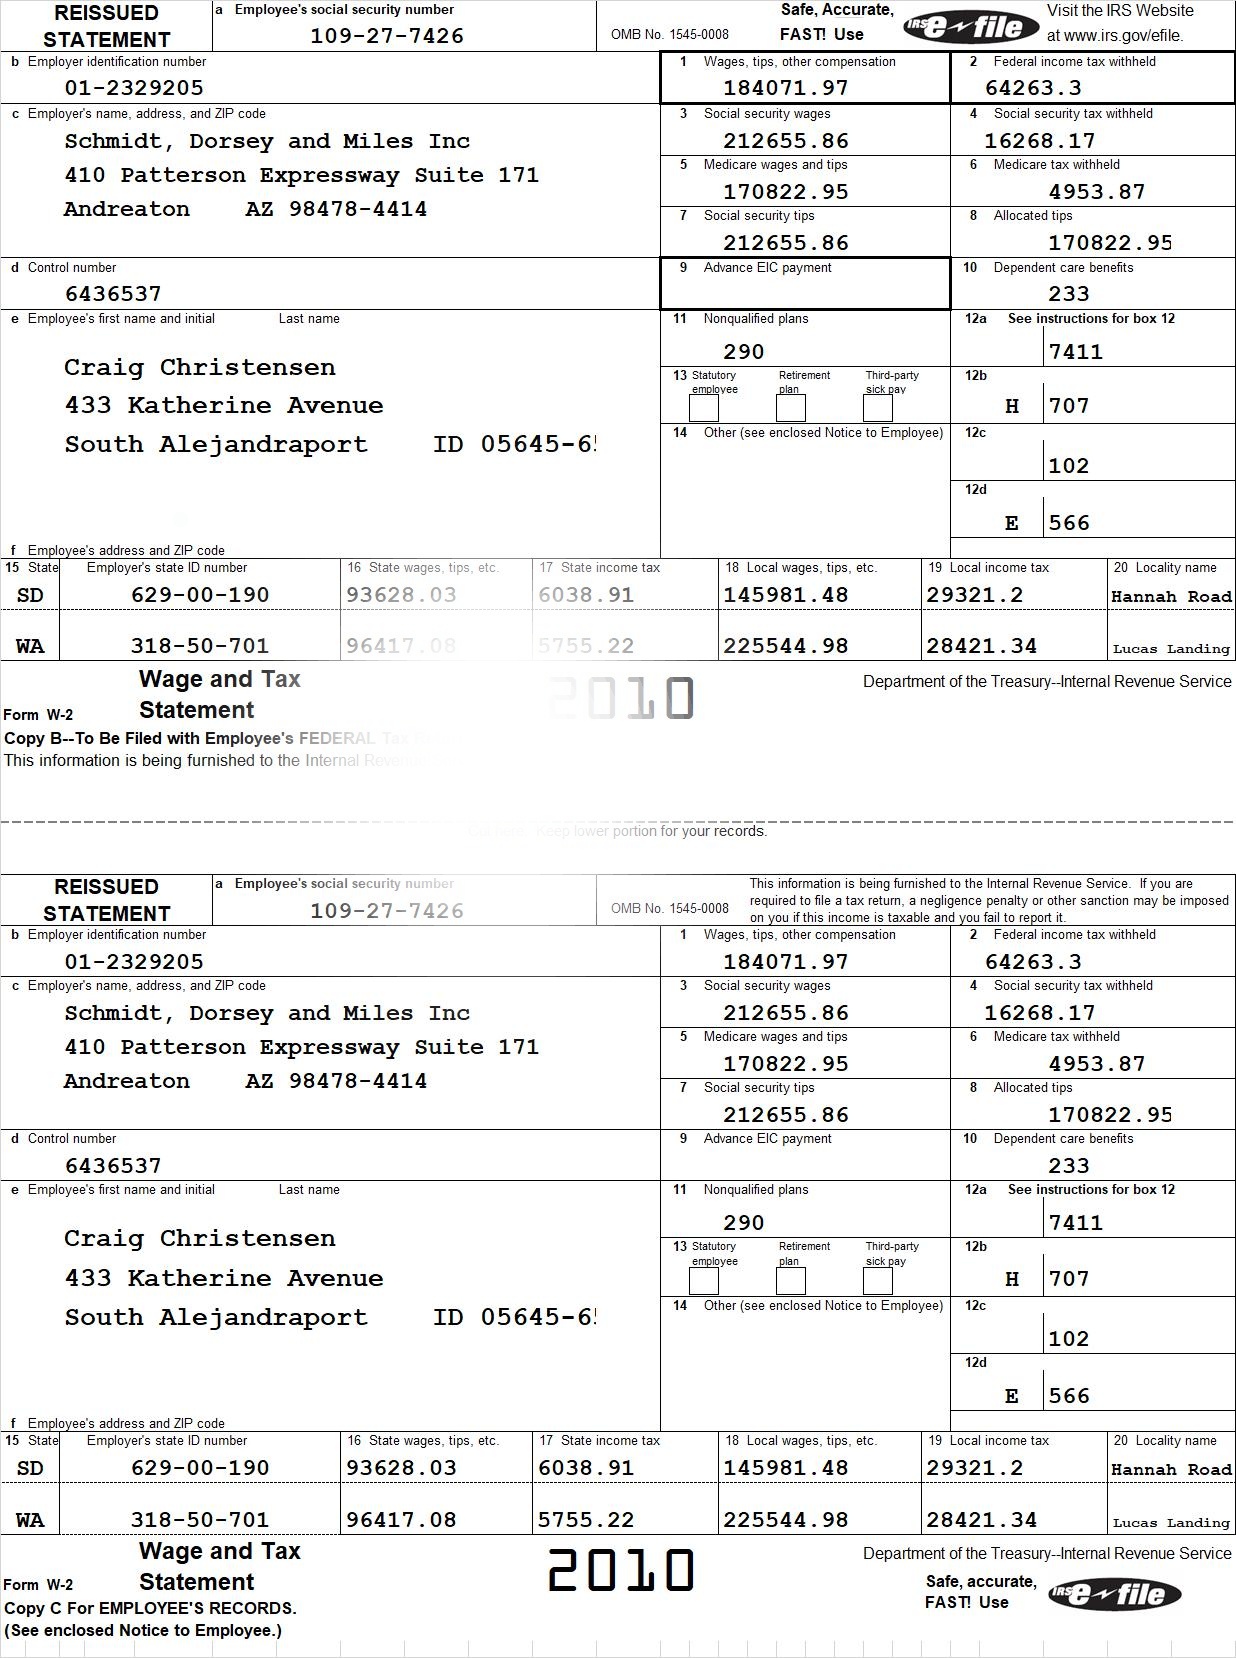 REISSUED STATEMENT
a Employee's social security number
109-27-7426
OMB No. 1545-0008
Safe, Accurate, FAST! Use
IRS e-file
Visit the IRS Website at www.irs.gov/efile.
b Employer identification number
01-2329205
1 Wages, tips, other compensation
184071.97
2 Federal income tax withheld
64263.3
c Employer's name, address, and ZIP code
Schmidt, Dorsey and Miles Inc
410 Patterson Expressway Suite 171
Andreaton AZ 98478-4414
3 Social security wages
212655.86
4 Social security tax withheld
16268.17
5 Medicare wages and tips
170822.95
6 Medicare tax withheld
4953.87
7 Social security tips
212655.86
8 Allocated tips
170822.95
d Control number
6436537
9 Advance EIC payment
10 Dependent care benefits
233
e Employee's first name and initial Last name
Craig Christensen
433 Katherine Avenue
South Alejandraport ID 05645-6
f Employee's address and ZIP code
11 Nonqualified plans
290
12a See instructions for box 12
7411
13 Statutory employee Retirement plan Third-party sick pay
12b
H 707
14 Other (see enclosed Notice to Employee)
12c
102
12d
E 566
15 State Employer's state ID number 16 State wages, tips, etc. 17 State income tax 18 Local wages, tips, etc. 19 Local income tax 20 Locality name
SD 629-00-190 93628.03 6038.91 145981.48 29321.2 Hannah Road
WA 318-50-701 96417.08 5755.22 225544.98 28421.34 Lucas Landing
Form W-2 Wage and Tax Statement 2010 Department of the Treasury--Internal Revenue Service
Copy B--To Be Filed with Employee's FEDERAL Tax
This information is being furnished to the Internal
Keep lower portion for your records.
REISSUED STATEMENT
a Employee's social security number
109-27-7426
OMB No. 1545-0008
This information is being furnished to the Internal Revenue Service. If you are
required to file a tax return, a negligence penalty or other sanction may be imposed
on you if this income is taxable and you fail to report it.
b Employer identification number
01-2329205
1 Wages, tips, other compensation
184071.97
2 Federal income tax withheld
64263.3
c Employer's name, address, and ZIP code
Schmidt, Dorsey and Miles Inc
410 Patterson Expressway Suite 171
Andreaton AZ 98478-4414
3 Social security wages
212655.86
4 Social security tax withheld
16268.17
5 Medicare wages and tips
170822.95
6 Medicare tax withheld
4953.87
7 Social security tips
212655.86
8 Allocated tips
170822.95
d Control number
6436537
9 Advance EIC payment
10 Dependent care benefits
233
e Employee's first name and initial Last name
Craig Christensen
433 Katherine Avenue
South Alejandraport ID 05645-6
f Employee's address and ZIP code
11 Nonqualified plans
290
12a See instructions for box 12
7411
13 Statutory employee Retirement plan Third-party sick pay
12b
H 707
14 Other (see enclosed Notice to Employee)
12c
102
12d
E 566
15 State Employer's state ID number 16 State wages, tips, etc. 17 State income tax 18 Local wages, tips, etc. 19 Local income tax 20 Locality name
SD 629-00-190 93628.03 6038.91 145981.48 29321.2 Hannah Road
WA 318-50-701 96417.08 5755.22 225544.98 28421.34 Lucas Landing
Form W-2 Wage and Tax Statement 2010 Department of the Treasury--Internal Revenue Service
Safe, accurate, FAST! Use
IRS e-file
Copy C For EMPLOYEE'S RECORDS.
(See enclosed Notice to Employee.)